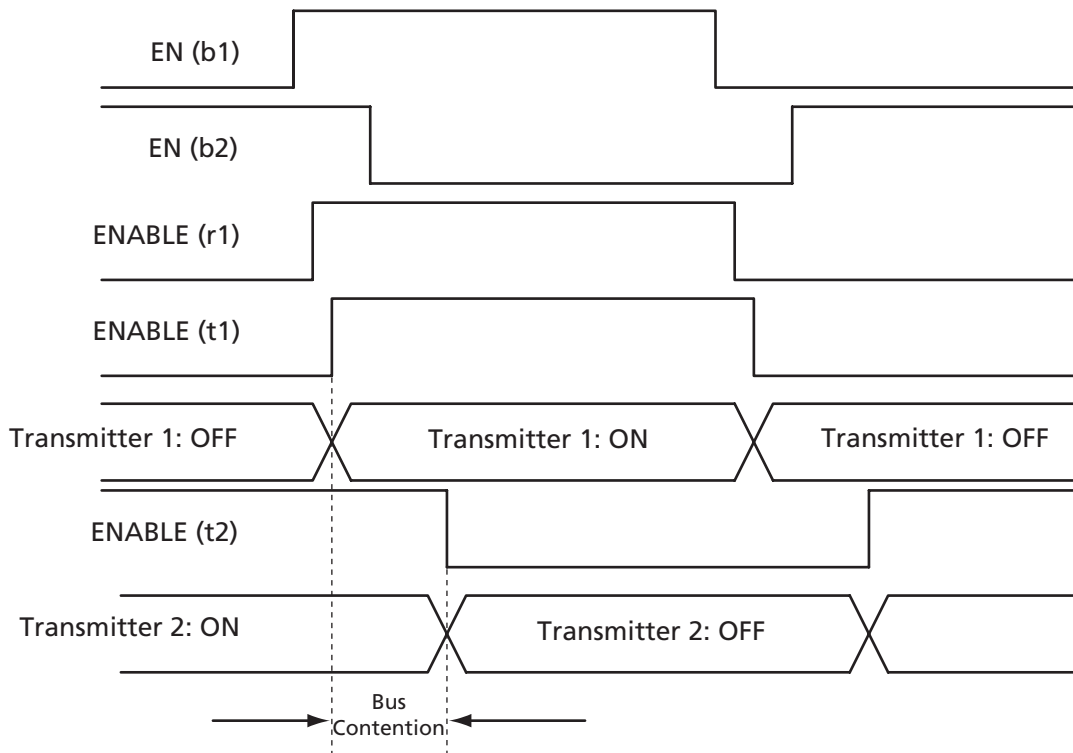 EN (b1)
EN (b2)
ENABLE (r1)
ENABLE (t1)
Transmitter 1: OFF
Transmitter 1: ON
Transmitter 1: OFF
ENABLE (t2)
Transmitter 2: ON
Transmitter 2: OFF
Bus
Contention